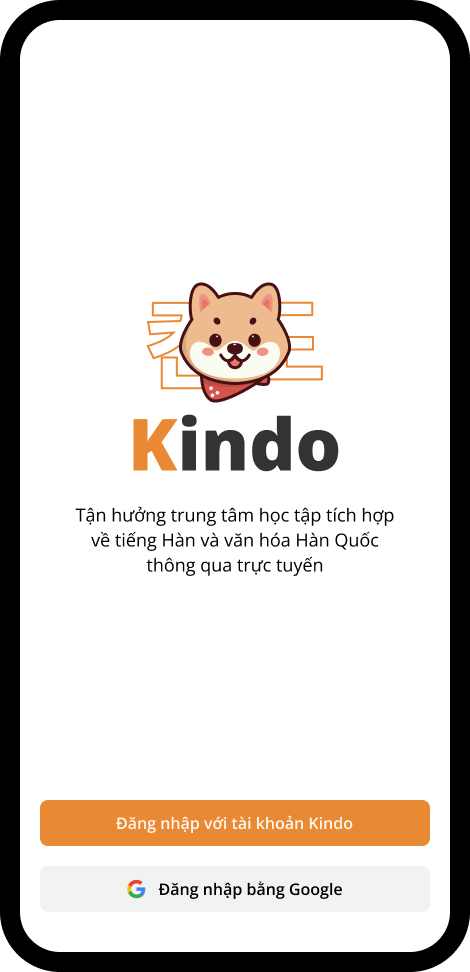 Kindo
Tận hưởng trung tâm học tập tích hợp
về tiếng Hàn và văn hóa Hàn Quốc
thông qua trực tuyến
Đăng nhập với tài khoản Kindo
Đăng nhập bằng Google